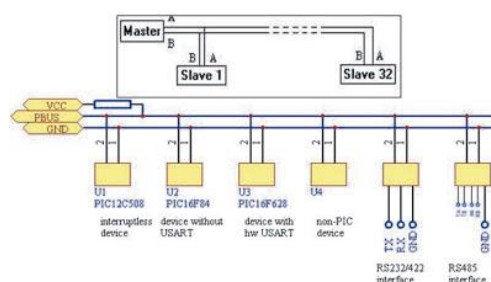 A
Master
B
B A
B A
Slave 1
Slave 32
VCC
PBUS
GND
2 1
2 1
2 1
2 1
2 1
2 1
U1
PIC12C508
U2
PIC16F84
U3
PIC16F628
U4
interruptless
device
device without
USART
device with
hw USART
non-PIC
device
TX
RX
GND
GND
RS232/422
interface
RS485
interface